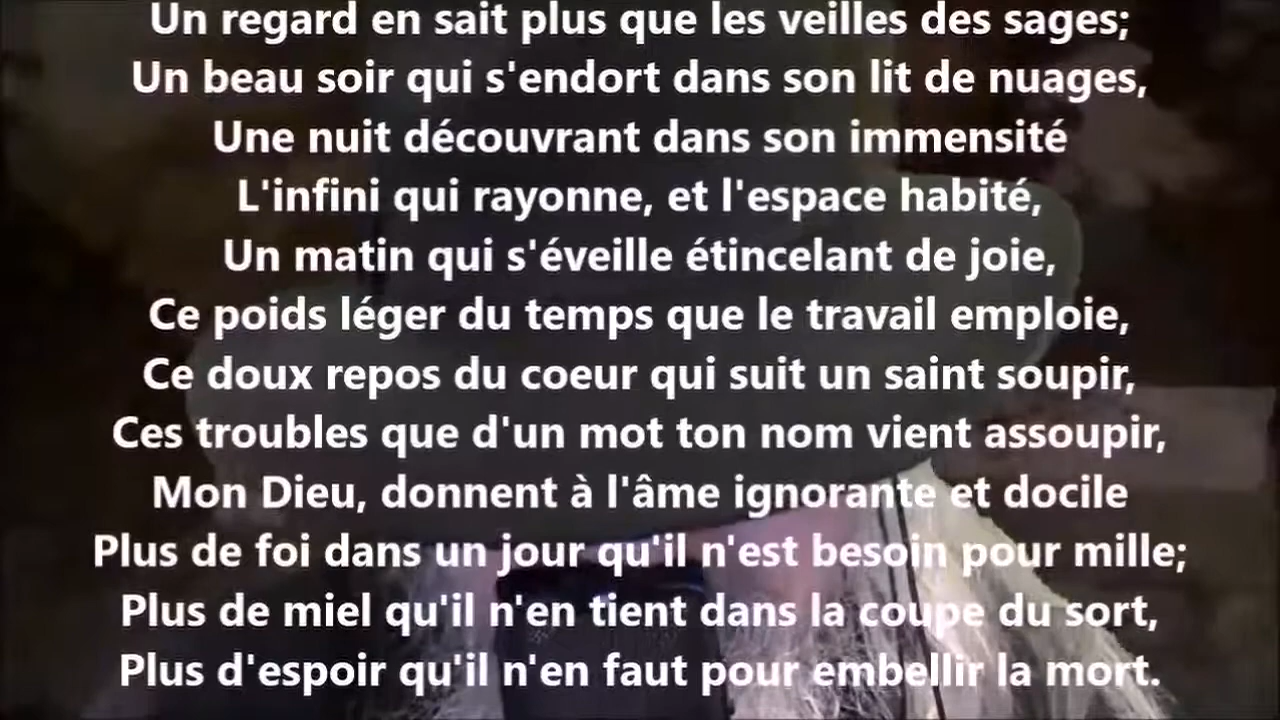 Un regard en sait plus que les veilles des sages;
Un beau soir qui s'endort dans son lit de nuages,
Une nuit découvrant dans son immensité
L'infini qui rayonne, et l'espace habité,
Un matin qui s'éveille étincelant de joie,
Ce poids léger du temps que le travail emploie,
Ce doux repos du coeur qui suit un saint soupir,
Ces troubles que d'un mot ton nom vient assoupir,
Mon Dieu, donnent à l'âme ignorante et docile
Plus de foi dans un jour qu'il n'est besoin pour mille;
Plus de miel qu'il n'en tient dans la coupe du sort,
Plus d'espoir qu'il n'en faut pour embellir la mort.